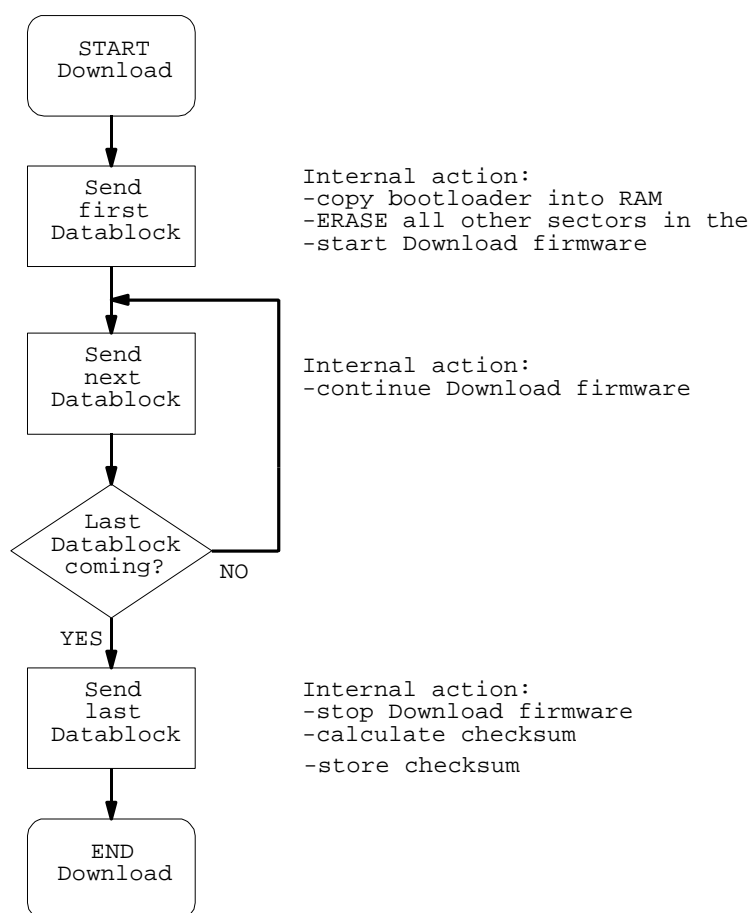 START
Download
Send
first
Datablock
Internal action:
-copy bootloader into RAM
-ERASE all other sectors in the
-start Download firmware
Send
next
Datablock
Internal action:
-continue Download firmware
Last
Datablock
coming?
NO
YES
Send
last
Datablock
Internal action:
-stop Download firmware
-calculate checksum
-store checksum
END
Download